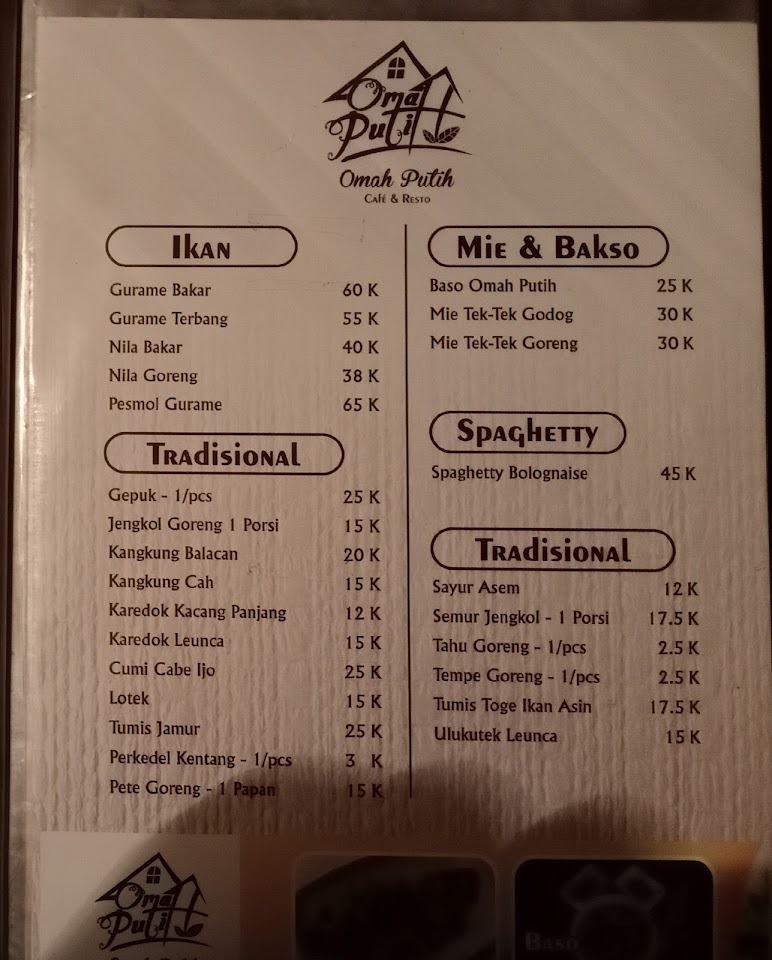 Omah
Putih
Omah Putih
Café & Resto
Ikan
Gurame Bakar 60 K
Gurame Terbang 55 K
Nila Bakar 40 K
Nila Goreng 38 K
Pesmol Gurame 65 K
Tradisional
Gepuk - 1/pcs 25 K
Jengkol Goreng 1 Porsi 15 K
Kangkung Balacan 20 K
Kangkung Cah 15 K
Karedok Kacang Panjang 12 K
Karedok Leunca 15 K
Cumi Cabe Ijo 25 K
Lotek 15 K
Tumis Jamur 25 K
Perkedel Kentang - 1/pcs 3 K
Pete Goreng - 1 Papan 15 K
Mie & Bakso
Baso Omah Putih 25 K
Mie Tek-Tek Godog 30 K
Mie Tek-Tek Goreng 30 K
Spaghetty
Spaghetty Bolognaise 45 K
Tradisional
Sayur Asem 12 K
Semur Jengkol - 1 Porsi 17.5 K
Tahu Goreng - 1/pcs 2.5 K
Tempe Goreng - 1/pcs 2.5 K
Tumis Toge Ikan Asin 17.5 K
Ulukutek Leunca 15 K
Omah
Putih
Baso